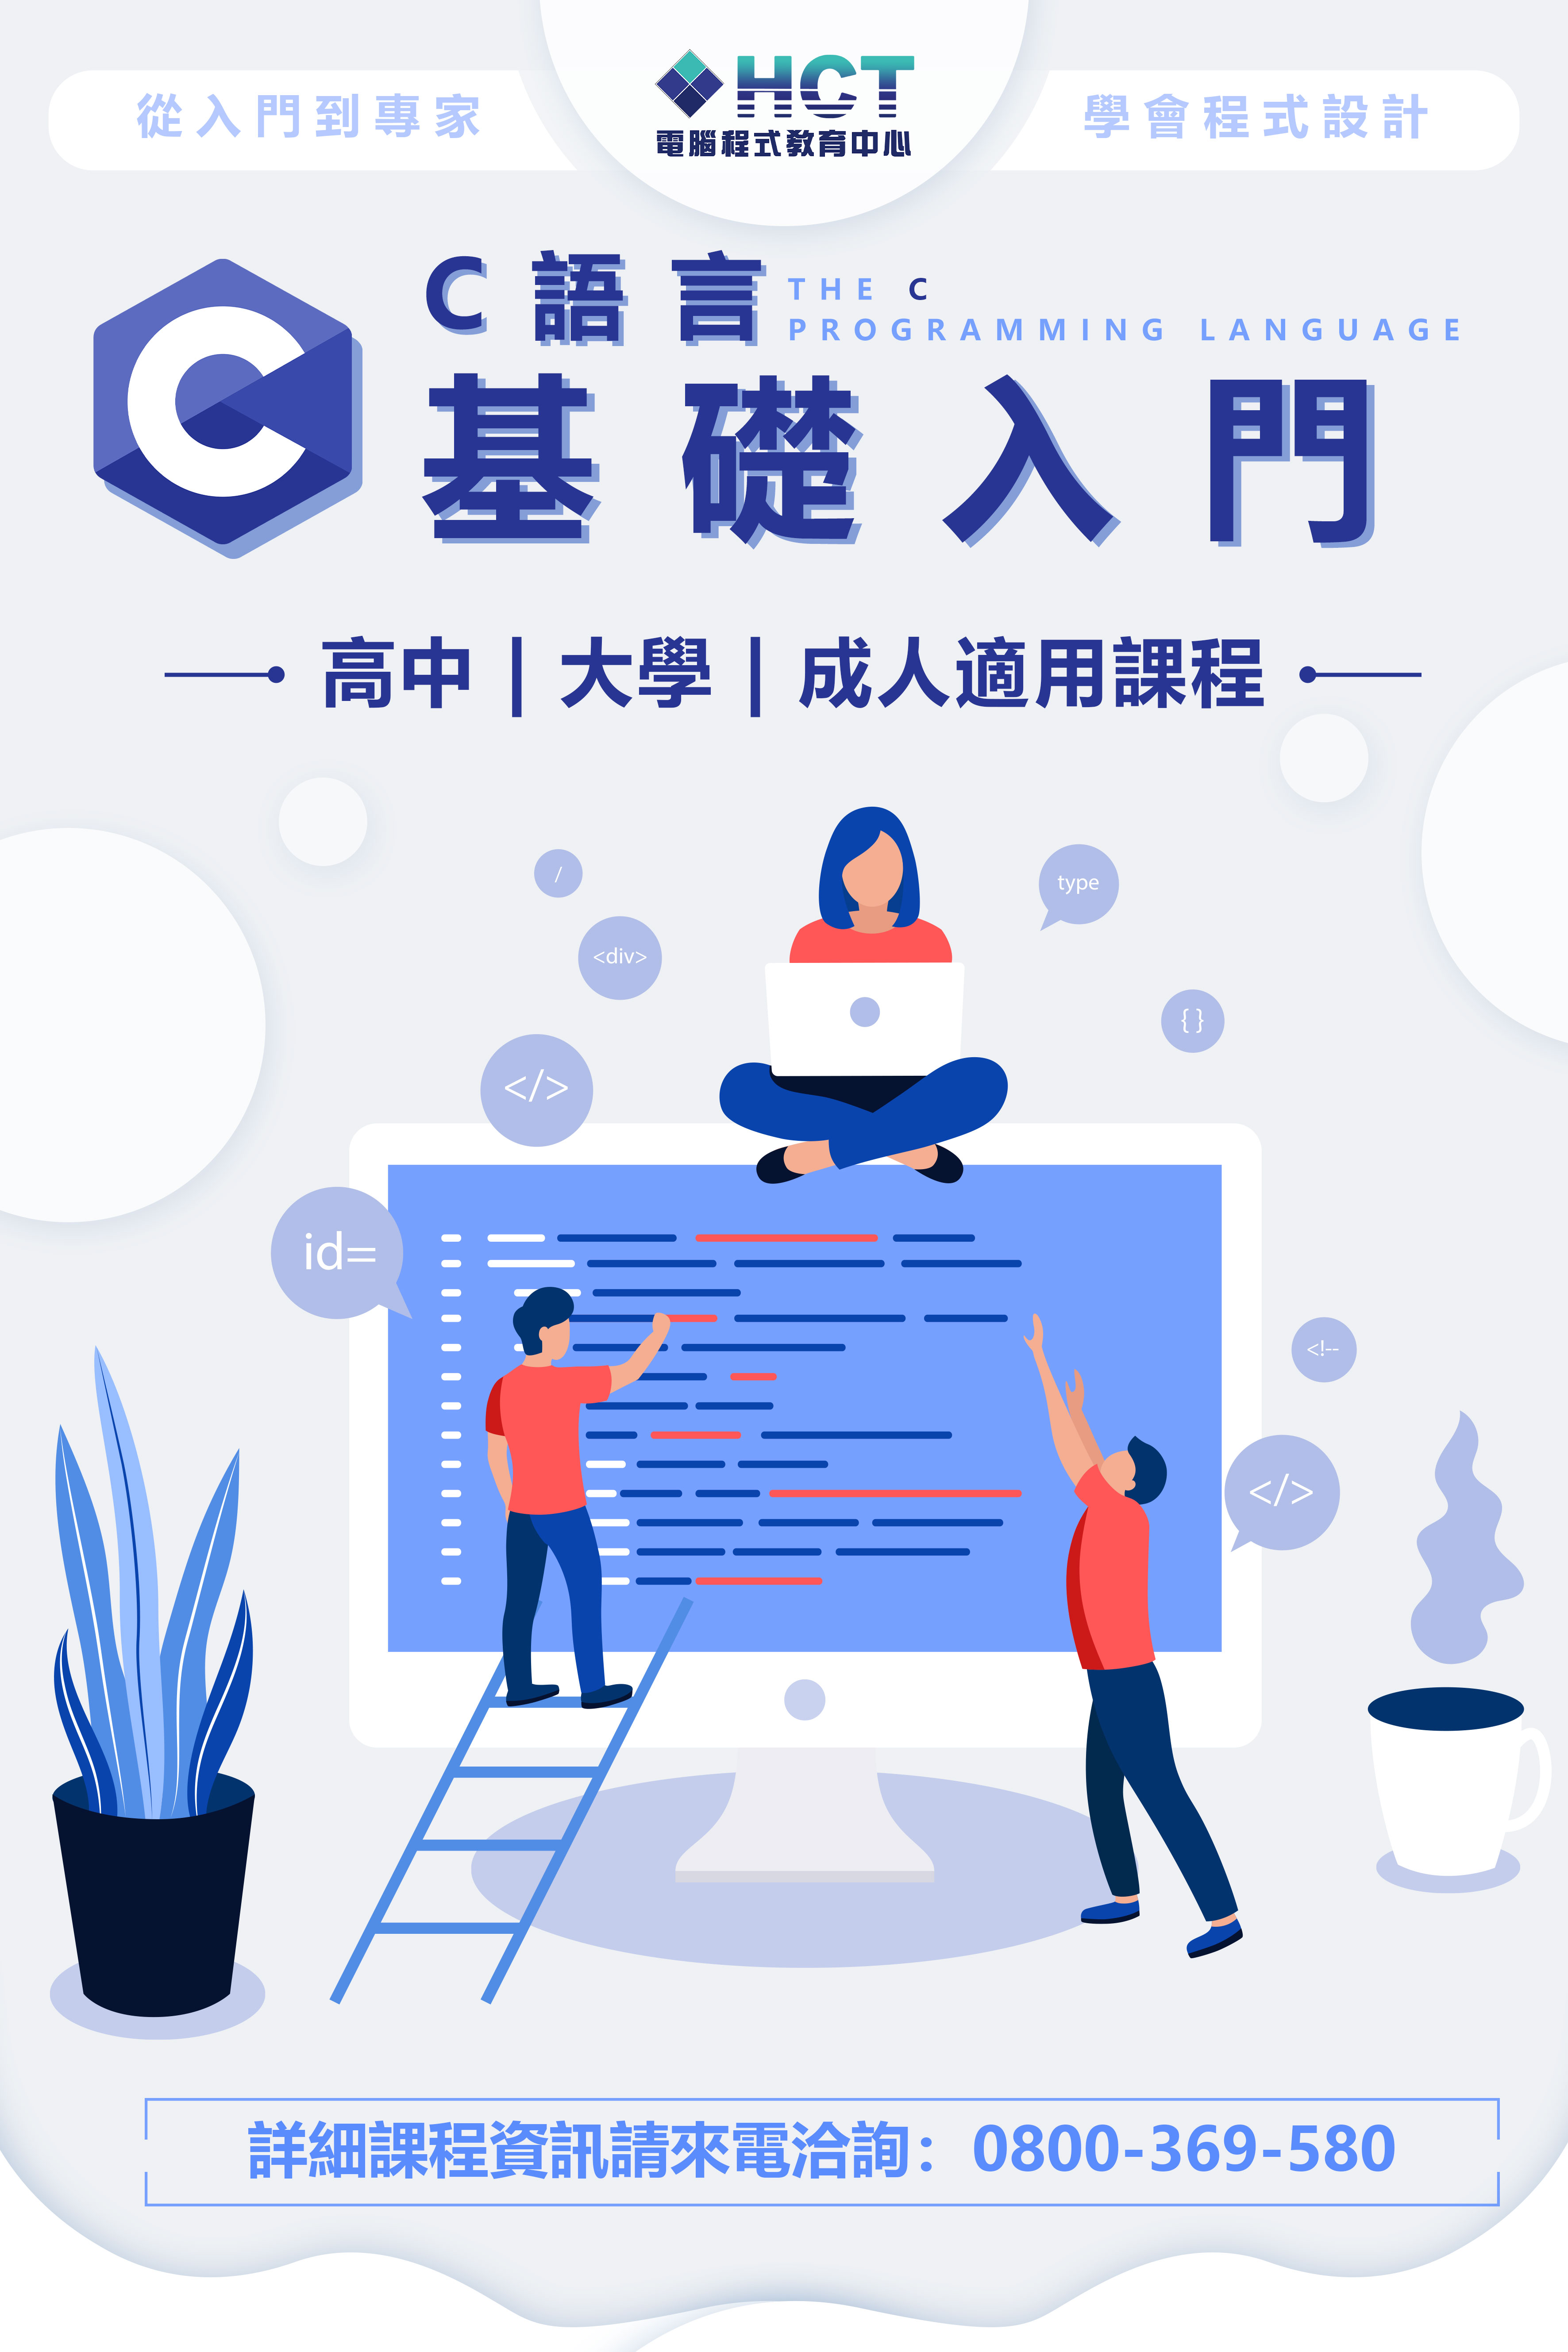 HCT
電腦程式教育中心
從入門到專家
學會程式設計
C語言
THE C
PROGRAMMING LANGUAGE
基礎入門
高中|大學|成人適用課程
/
type
<div>
{ }
</>
id=
<!--
</>
詳細課程資訊請來電洽詢：0800-369-580